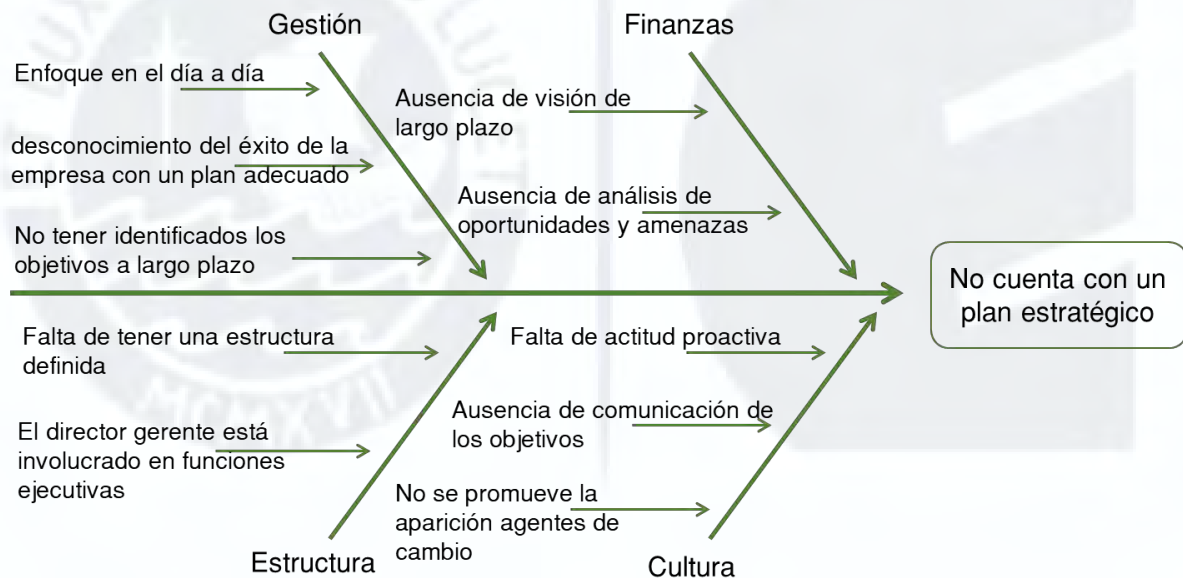 Gestión
Finanzas
Enfoque en el día a día
Ausencia de visión de
largo plazo
desconocimiento del éxito de la
empresa con un plan adecuado
Ausencia de análisis de
oportunidades y amenazas
No tener identificados los
objetivos a largo plazo
No cuenta con un
plan estratégico
Falta de tener una estructura
definida
Falta de actitud proactiva
Ausencia de comunicación de
los objetivos
El director gerente está
involucrado en funciones
ejecutivas
No se promueve la
aparición agentes de
cambio
Estructura
Cultura
MCMXVII